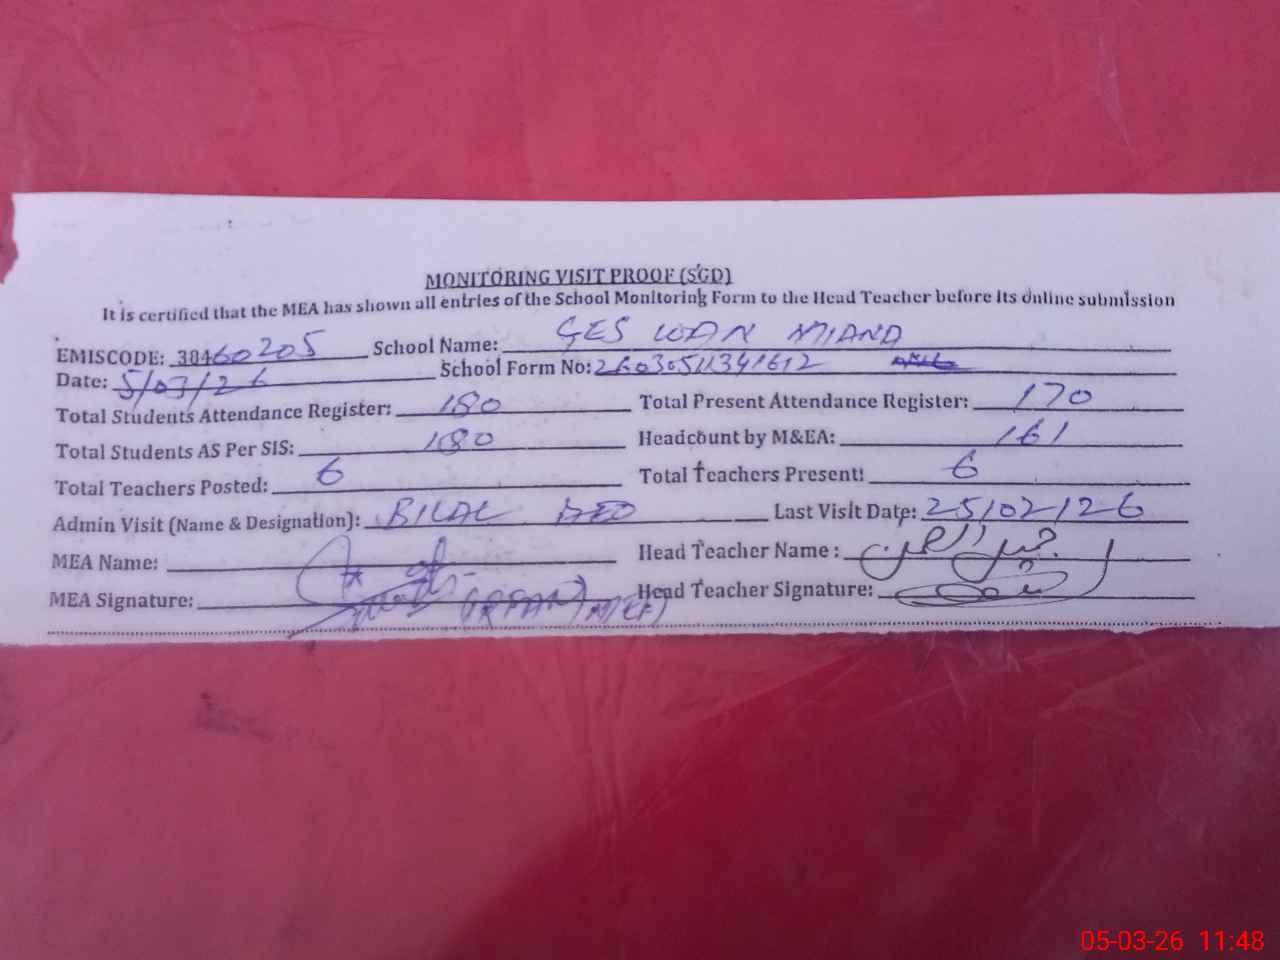 MONITORING VISIT PROOF (SGD)
It is certified that the MEA has shown all entries of the School Monitoring Form to the Head Teacher before its online submission
EMISCODE: 38460205 School Name: GES WAN MIANA
Date: 5/03/26 School Form No: 26030511341612
Total Students Attendance Register: 180 Total Present Attendance Register: 170
Total Students AS Per SIS: 180 Headcount by M&EA: 161
Total Teachers Posted: 6 Total Teachers Present: 6
Admin Visit (Name & Designation): BILAL AEO Last Visit Date: 25/02/26
MEA Name: Head Teacher Name :
MEA Signature: (IRFAN) Head Teacher Signature:
05-03-26 11:48